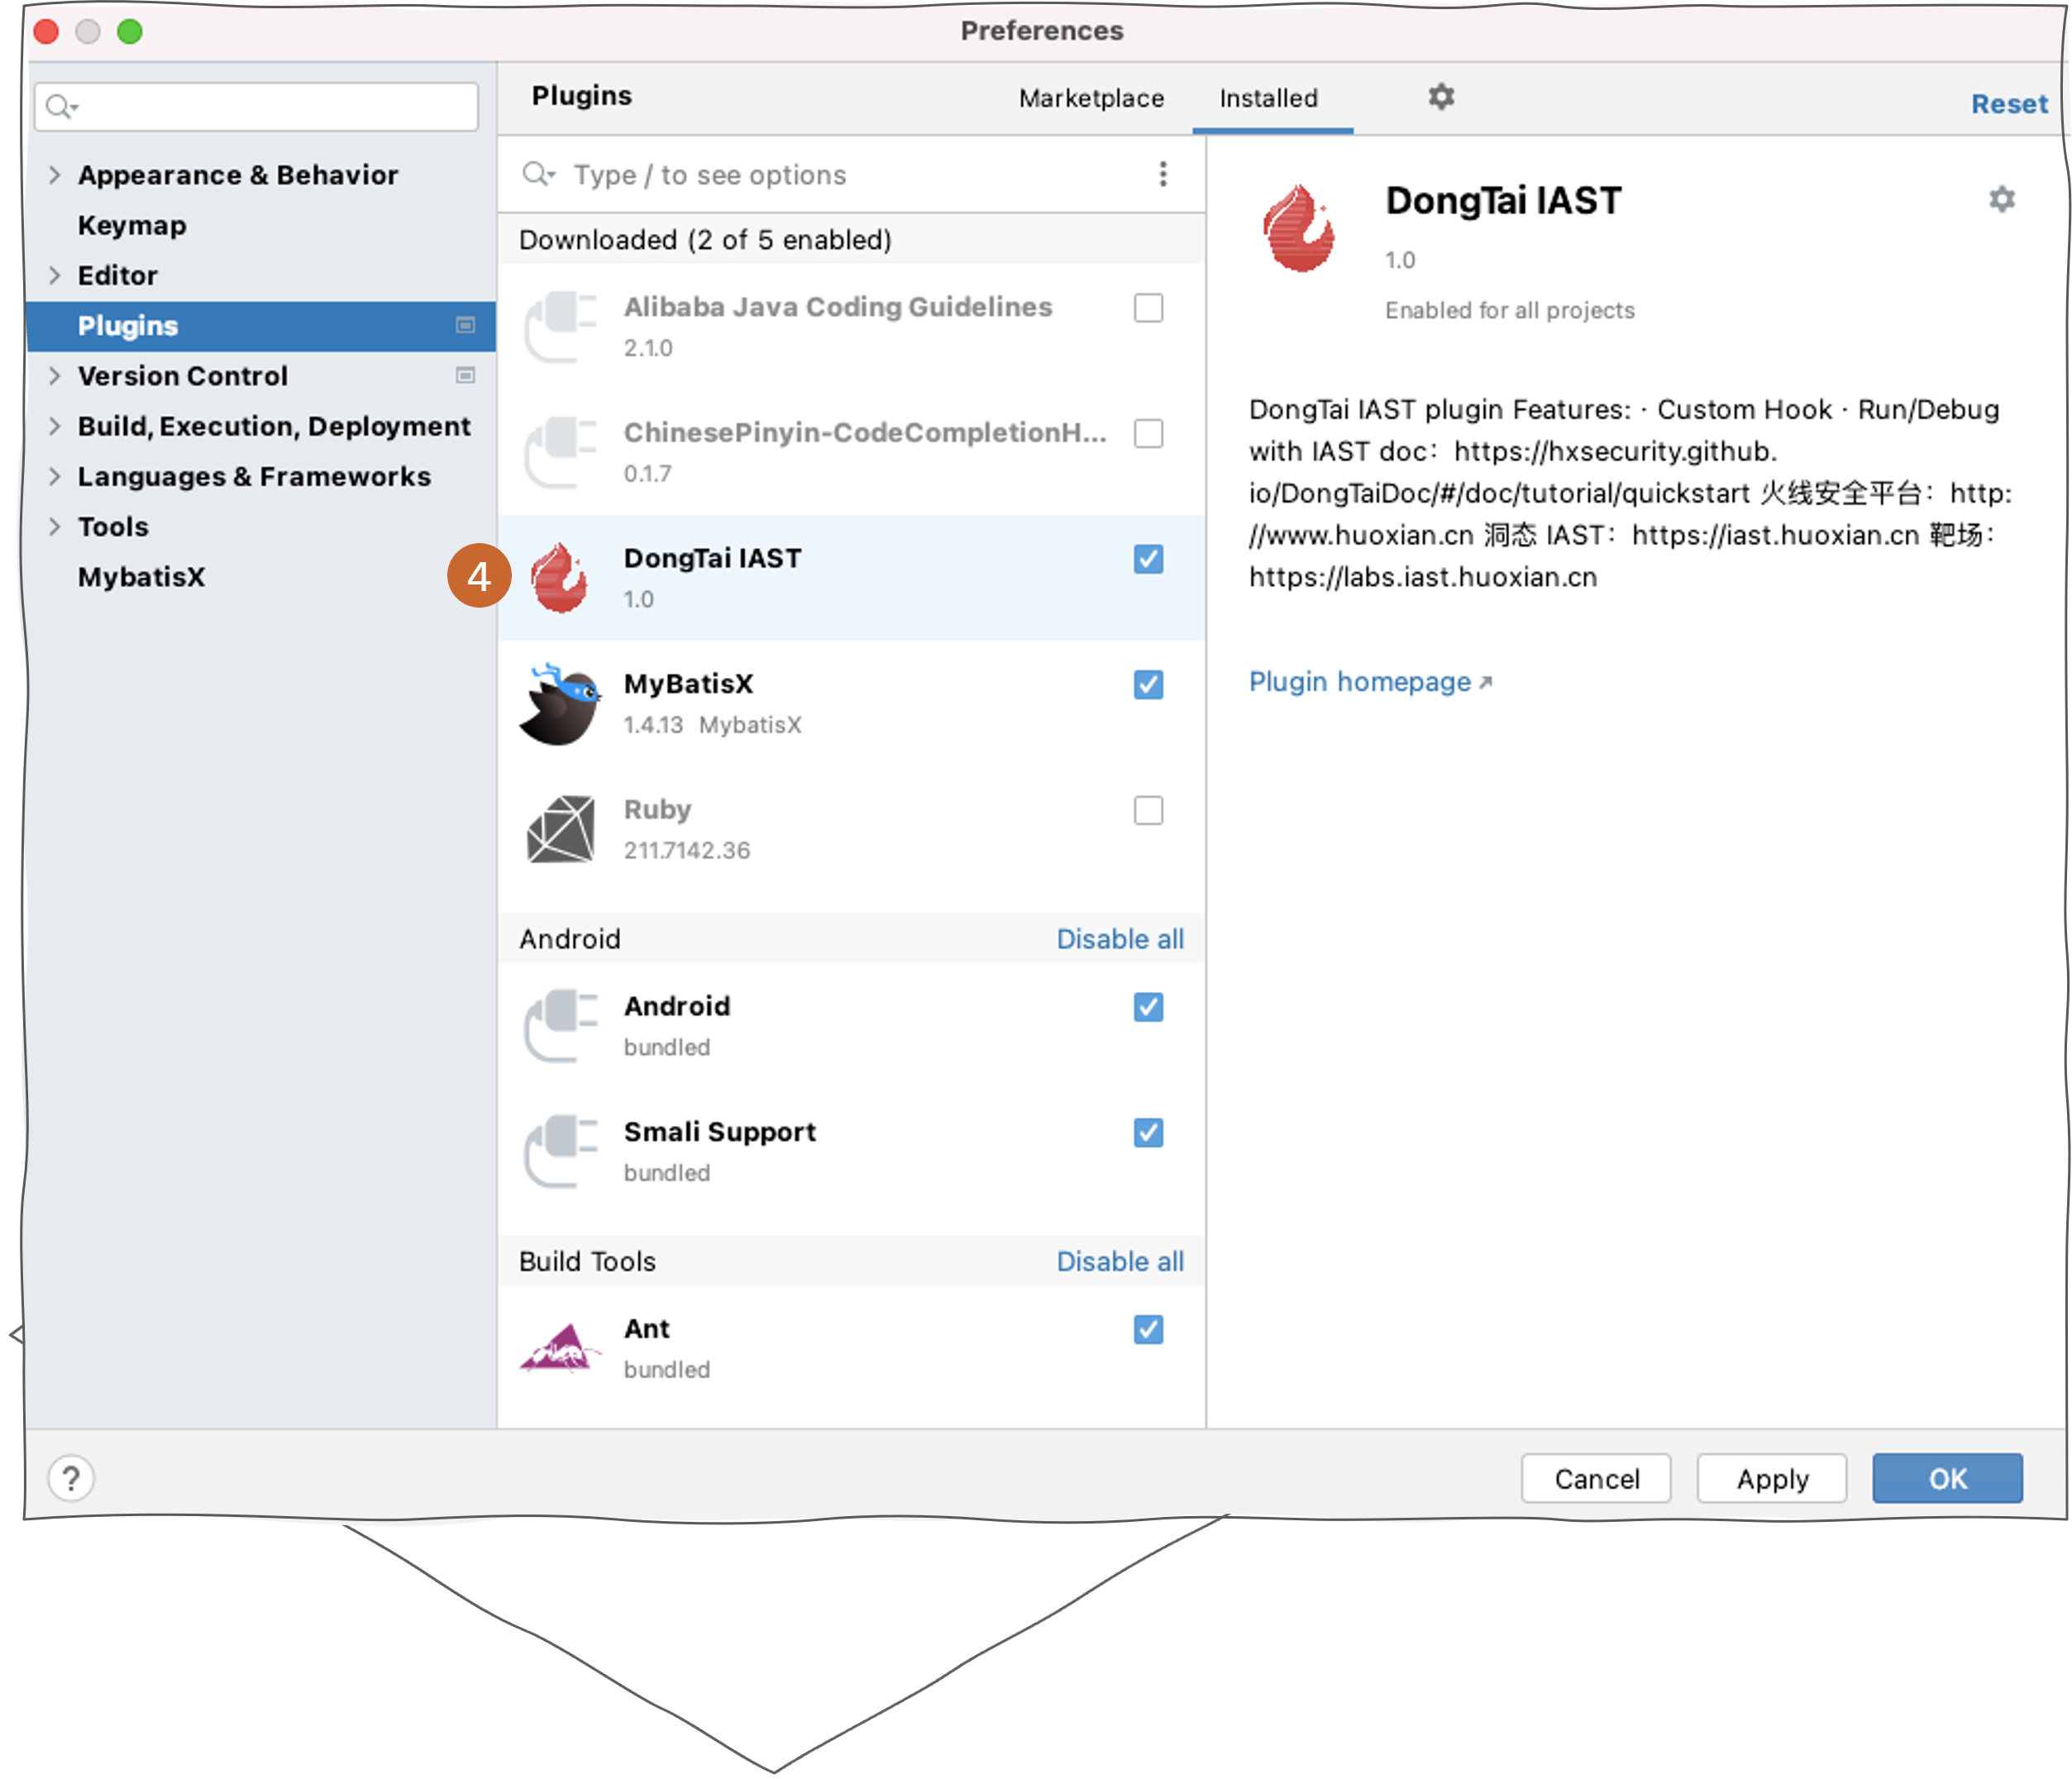 Preferences
Plugins
Marketplace
Installed
Reset
Appearance & Behavior
Keymap
Editor
Plugins
Version Control
Build, Execution, Deployment
Languages & Frameworks
Tools
MybatisX
Type / to see options
Downloaded (2 of 5 enabled)
Alibaba Java Coding Guidelines
2.1.0
ChinesePinyin-CodeCompletionH...
0.1.7
4
DongTai IAST
1.0
MyBatisX
1.4.13 MybatisX
Ruby
211.7142.36
Android
Disable all
Android
bundled
Smali Support
bundled
Build Tools
Disable all
Ant
bundled
DongTai IAST
1.0
Enabled for all projects
DongTai IAST plugin Features: · Custom Hook · Run/Debug
with IAST doc：https://hxsecurity.github.
io/DongTaiDoc/#/doc/tutorial/quickstart 火线安全平台：http:
//www.huoxian.cn 洞态 IAST：https://iast.huoxian.cn 靶场：
https://labs.iast.huoxian.cn
Plugin homepage ↗
?
Cancel
Apply
OK